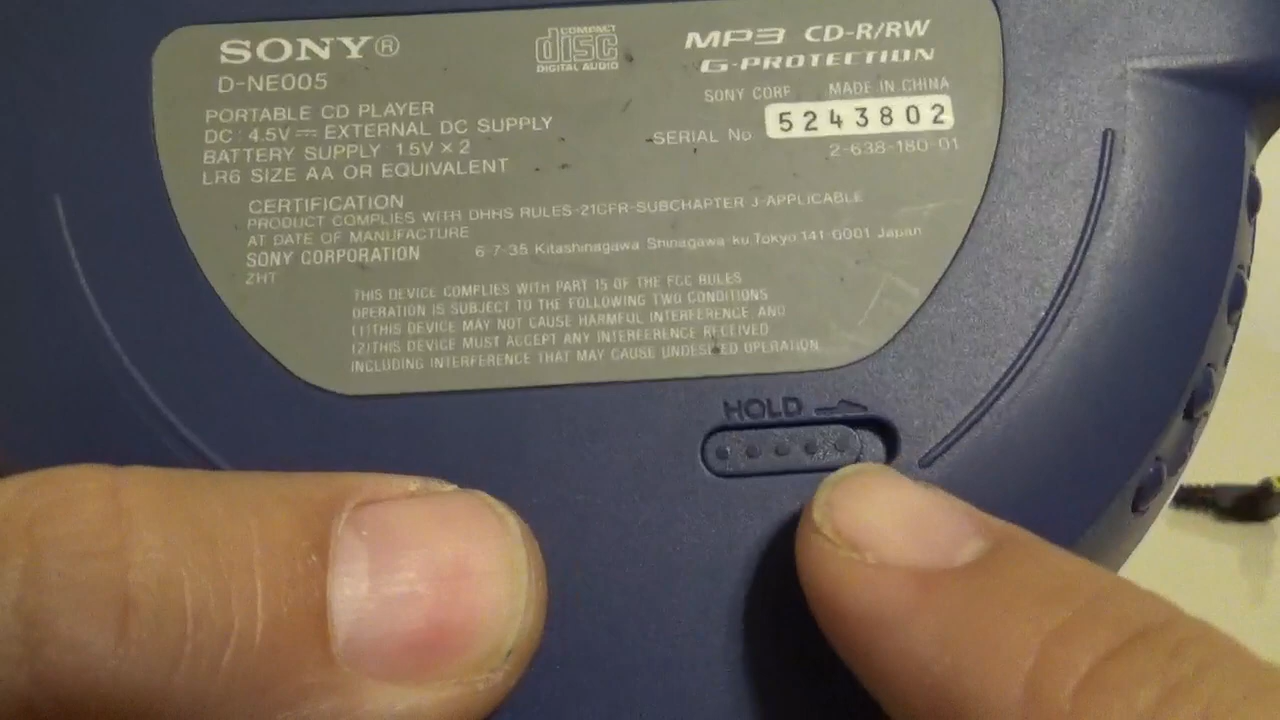 SONY®
D-NE005
COMPACT
disc
DIGITAL AUDIO
MP3 CD-R/RW
G-PROTECTION
PORTABLE CD PLAYER
DC : 4.5V ⎓ EXTERNAL DC SUPPLY
BATTERY SUPPLY 1.5V × 2
LR6 SIZE AA OR EQUIVALENT
SONY CORP. MADE IN CHINA
SERIAL No. 5243802
2-638-180-01
CERTIFICATION
PRODUCT COMPLIES WITH DHHS RULES-21CFR-SUBCHAPTER J-APPLICABLE
AT DATE OF MANUFACTURE
SONY CORPORATION 6-7-35 Kitashinagawa Shinagawa-ku Tokyo 141-0001 Japan
ZHT
THIS DEVICE COMPLIES WITH PART 15 OF THE FCC RULES
OPERATION IS SUBJECT TO THE FOLLOWING TWO CONDITIONS
(1)THIS DEVICE MAY NOT CAUSE HARMFUL INTERFERENCE, AND
(2)THIS DEVICE MUST ACCEPT ANY INTERFERENCE RECEIVED
INCLUDING INTERFERENCE THAT MAY CAUSE UNDESIRED OPERATION.
HOLD